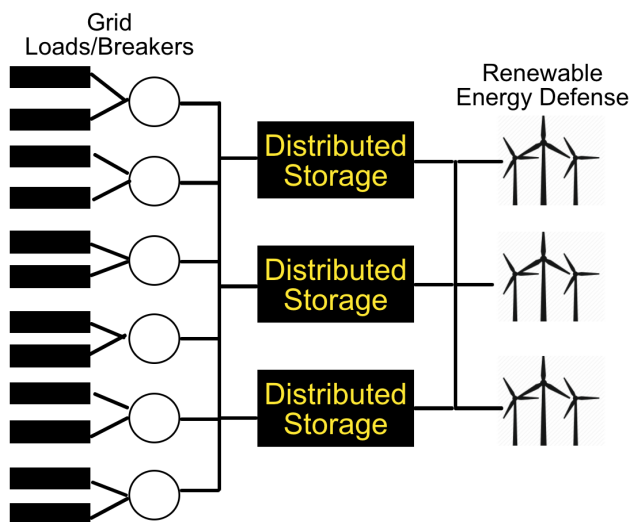 Grid
Loads/Breakers
Renewable
Energy Defense
Distributed
Storage
Distributed
Storage
Distributed
Storage